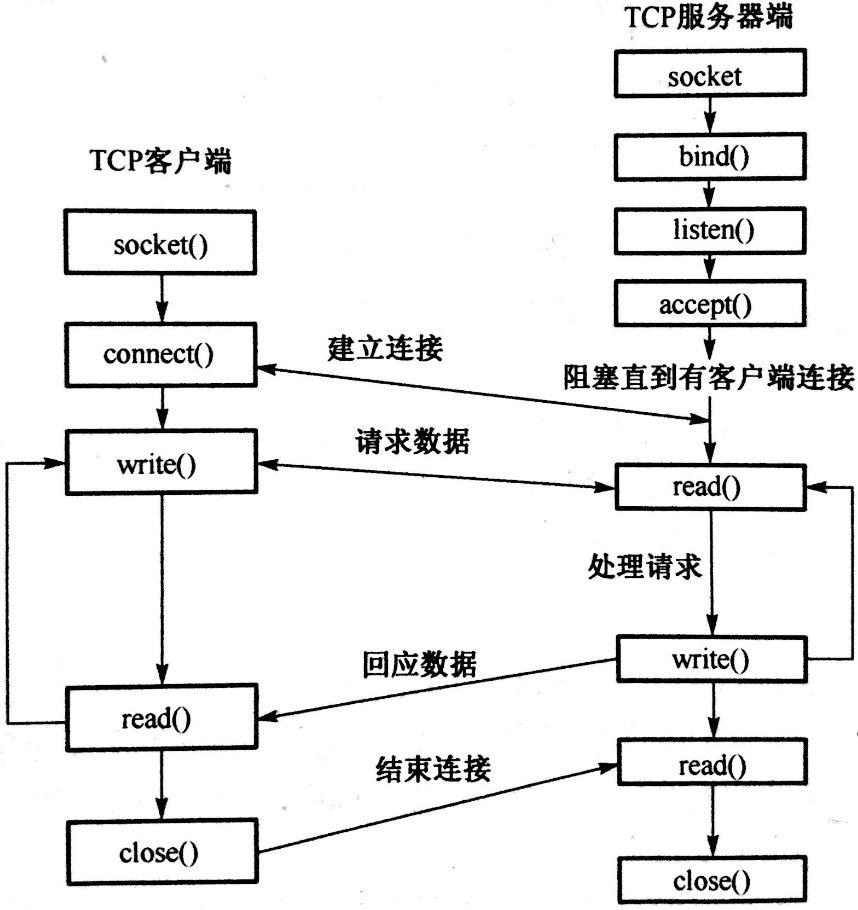 TCP服务器端
socket
bind()
listen()
accept()
阻塞直到有客户端连接
read()
处理请求
write()
read()
close()
TCP客户端
socket()
connect()
write()
read()
close()
建立连接
请求数据
回应数据
结束连接